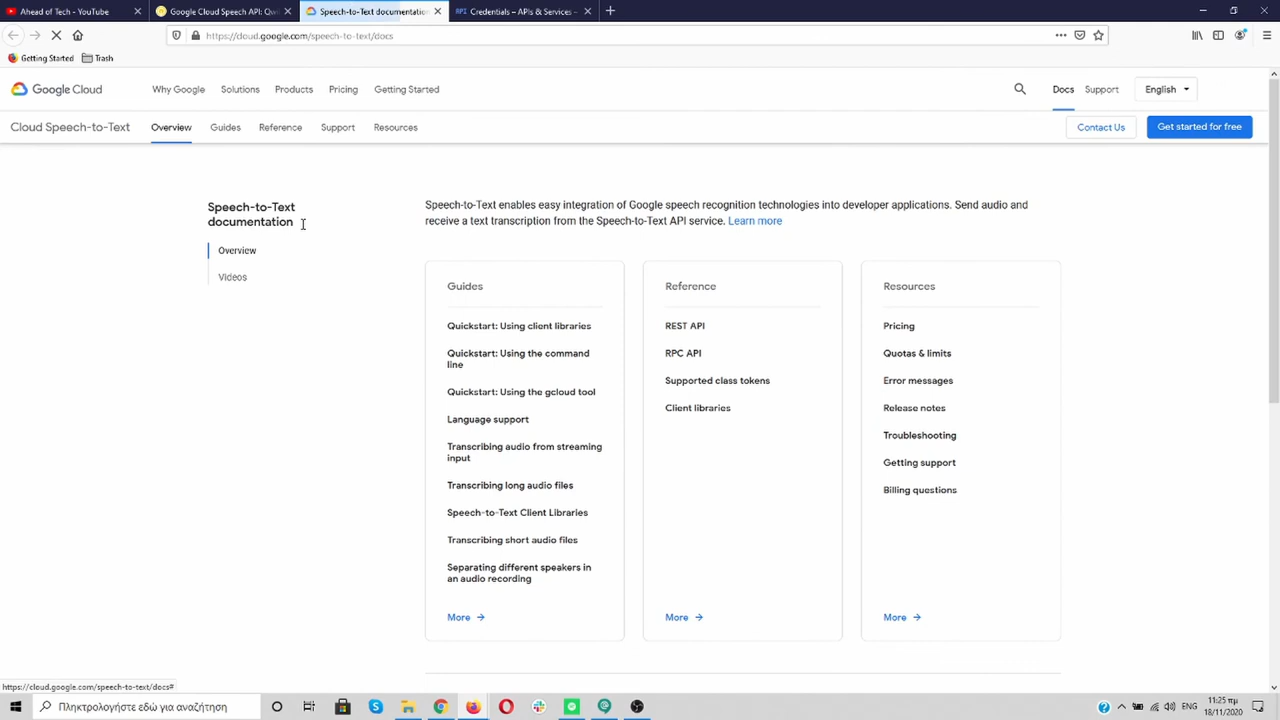 Ahead of Tech - YouTube
Google Cloud Speech API: Qwi
Speech-to-Text documentation
Credentials – APIs & Services –
https://cloud.google.com/speech-to-text/docs
Getting Started
Trash
Google Cloud
Why Google
Solutions
Products
Pricing
Getting Started
Docs
Support
English
Cloud Speech-to-Text
Overview
Guides
Reference
Support
Resources
Contact Us
Get started for free
Speech-to-Text
documentation
Overview
Videos
Speech-to-Text enables easy integration of Google speech recognition technologies into developer applications. Send audio and
receive a text transcription from the Speech-to-Text API service. Learn more
Guides
Quickstart: Using client libraries
Quickstart: Using the command
line
Quickstart: Using the gcloud tool
Language support
Transcribing audio from streaming
input
Transcribing long audio files
Speech-to-Text Client Libraries
Transcribing short audio files
Separating different speakers in
an audio recording
More
Reference
REST API
RPC API
Supported class tokens
Client libraries
More
Resources
Pricing
Quotas & limits
Error messages
Release notes
Troubleshooting
Getting support
Billing questions
More
https://cloud.google.com/speech-to-text/docs#
Πληκτρολογήστε εδώ για αναζήτηση
ΕΝG
11:25 πμ
18/11/2020